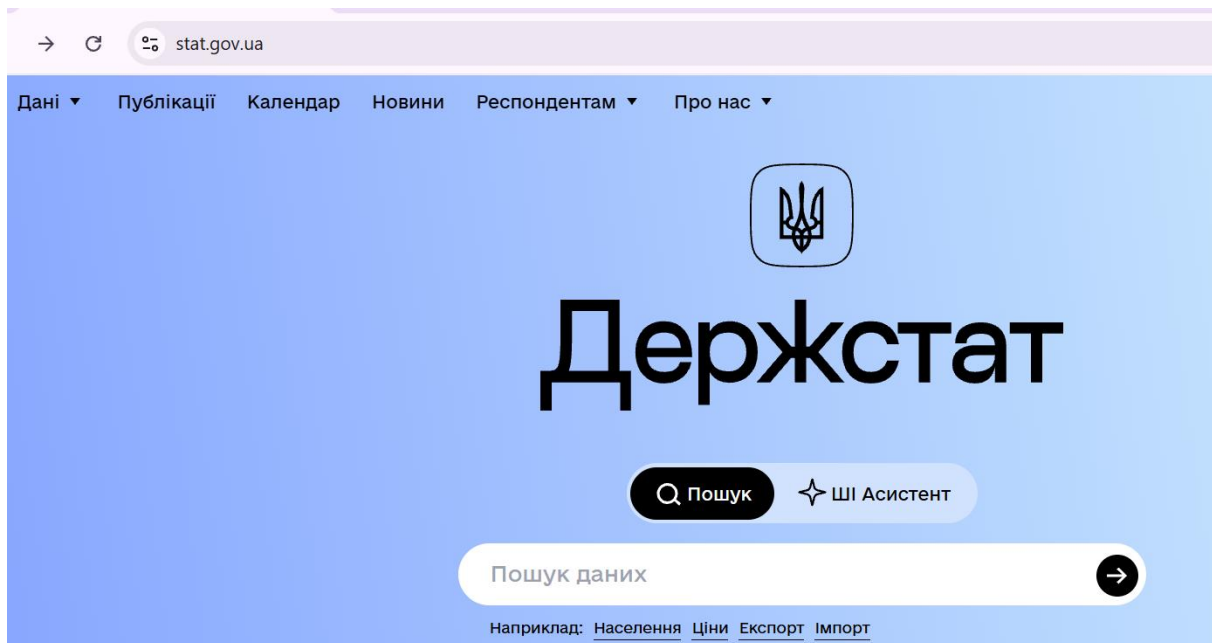 stat.gov.ua
Дані ▼ Публікації Календар Новини Респондентам ▼ Про нас ▼
Держстат
Пошук ШІ Асистент
Пошук даних
Наприклад: Населення Ціни Експорт Імпорт